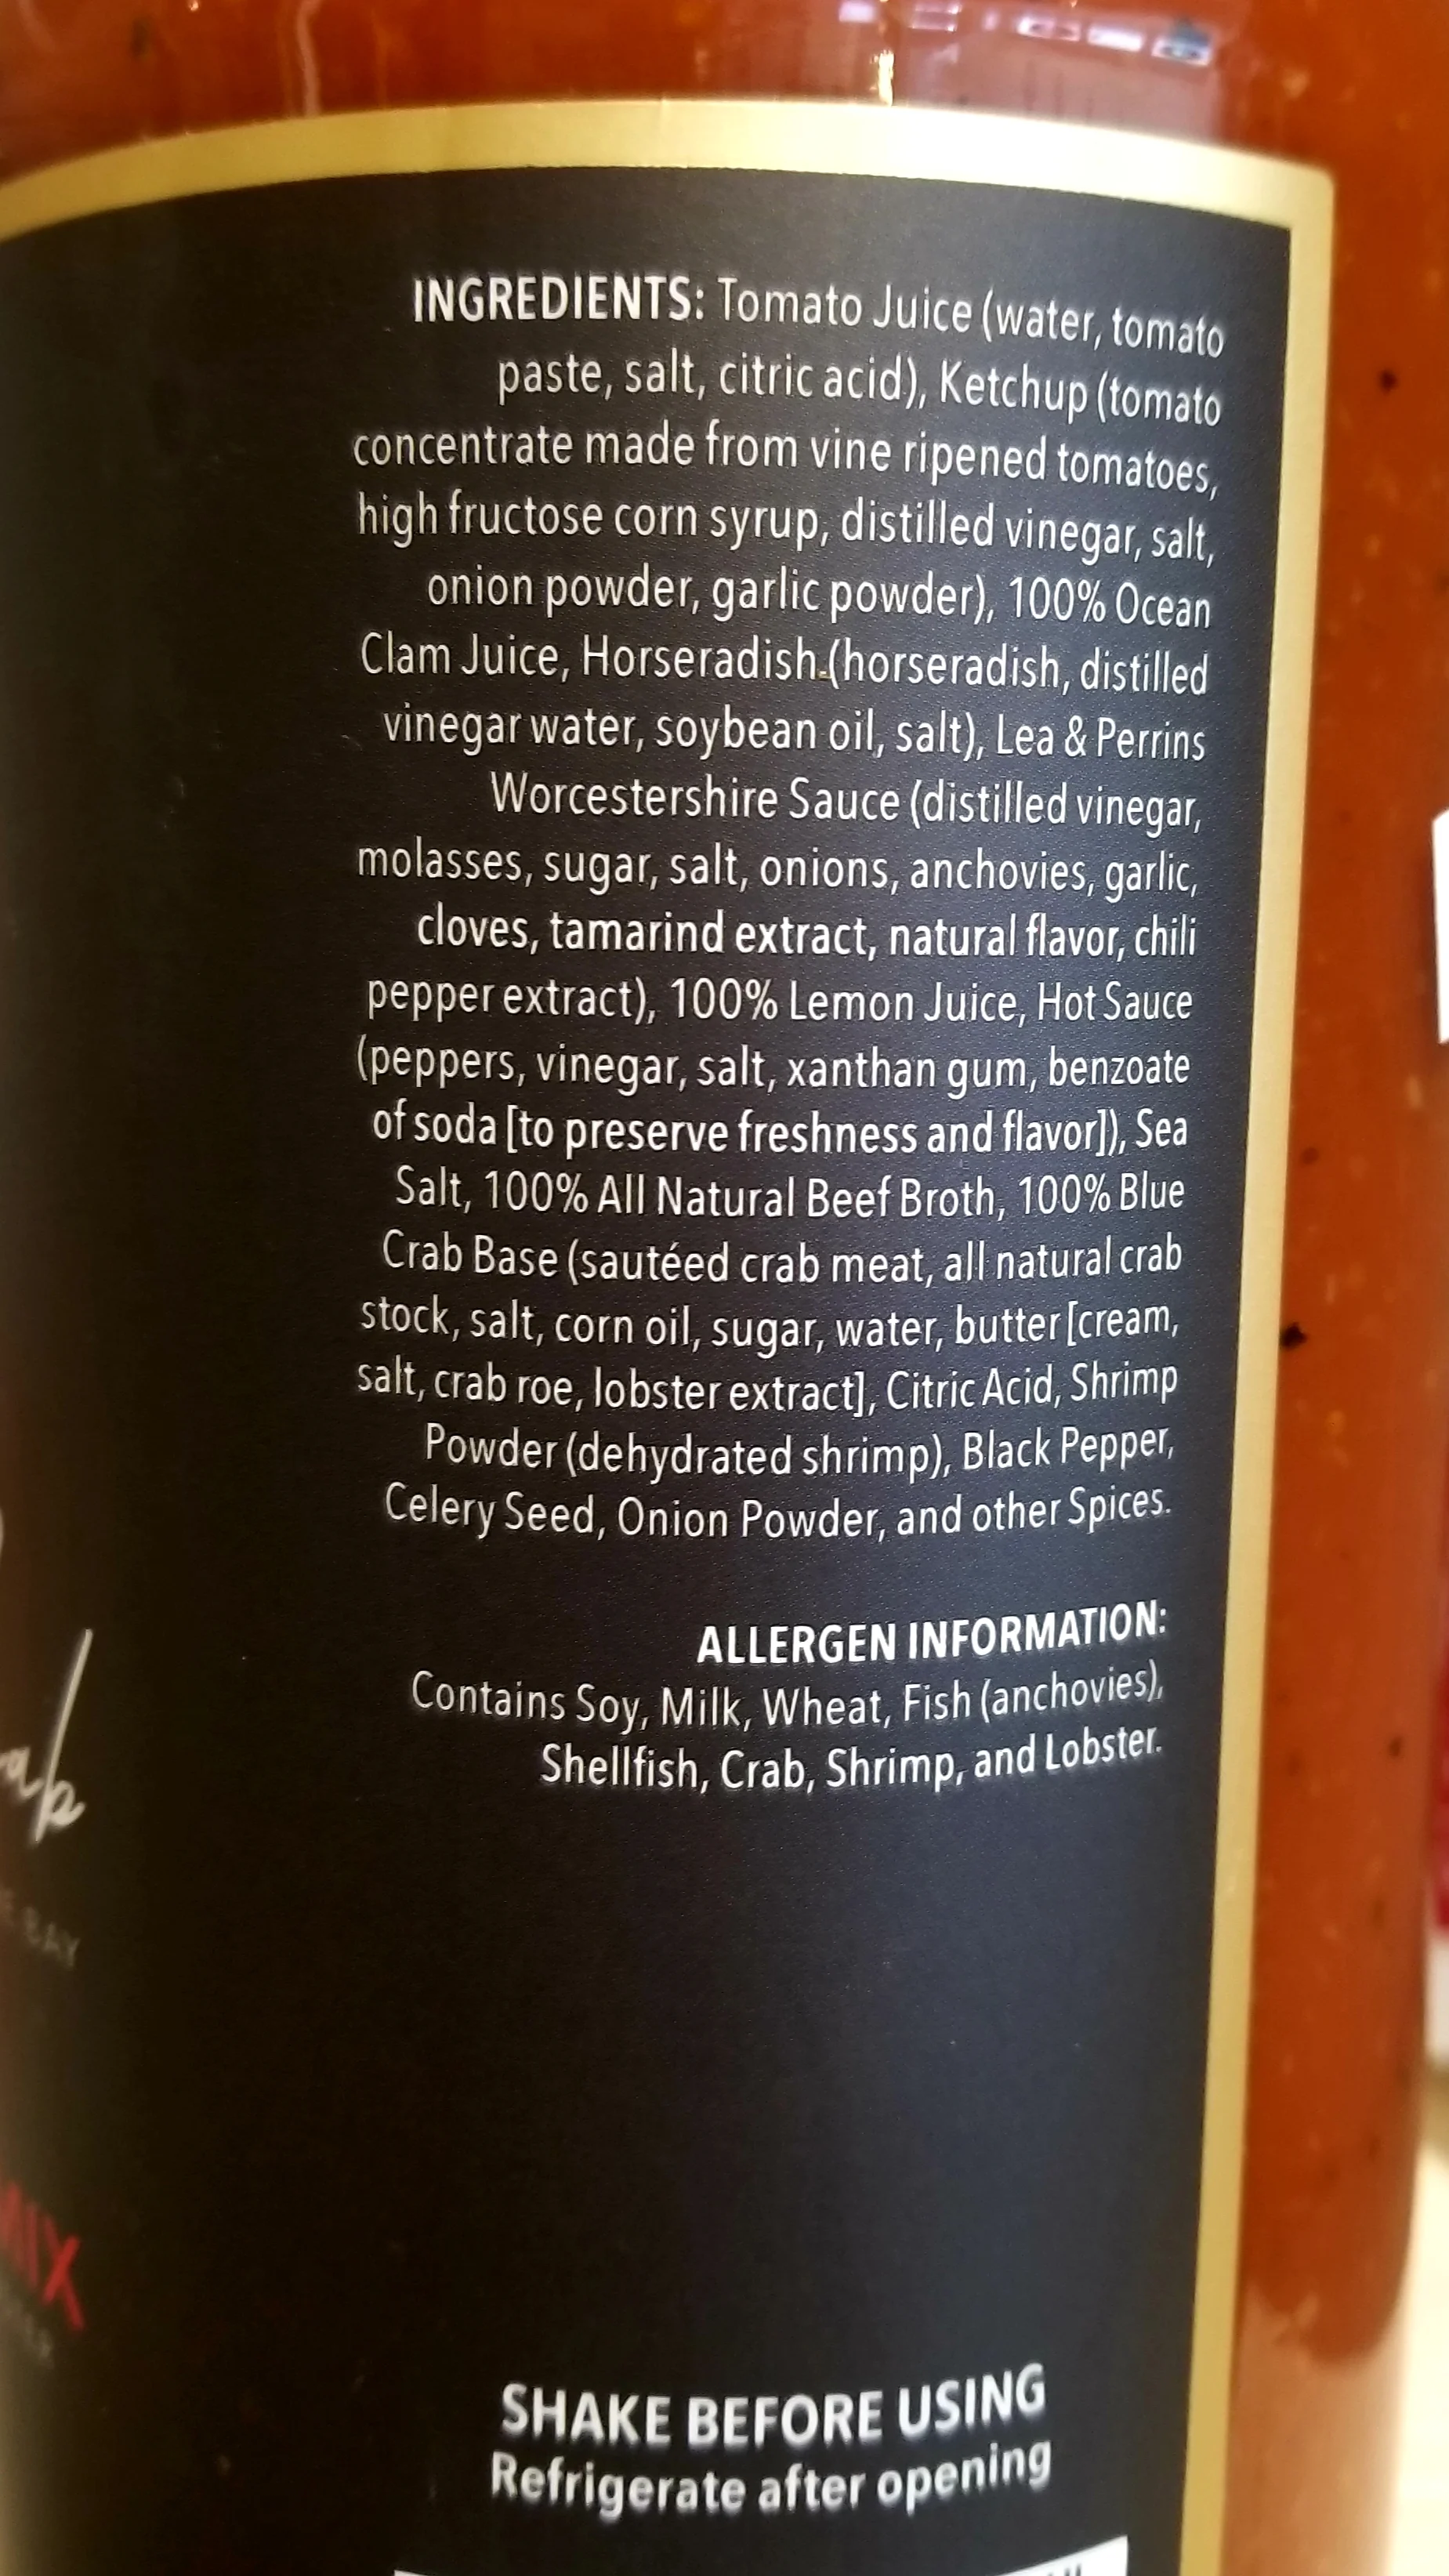 INGREDIENTS: Tomato Juice (water, tomato
paste, salt, citric acid), Ketchup (tomato
concentrate made from vine ripened tomatoes,
high fructose corn syrup, distilled vinegar, salt,
onion powder, garlic powder), 100% Ocean
Clam Juice, Horseradish (horseradish, distilled
vinegar water, soybean oil, salt), Lea & Perrins
Worcestershire Sauce (distilled vinegar,
molasses, sugar, salt, onions, anchovies, garlic,
cloves, tamarind extract, natural flavor, chili
pepper extract), 100% Lemon Juice, Hot Sauce
(peppers, vinegar, salt, xanthan gum, benzoate
of soda [to preserve freshness and flavor]), Sea
Salt, 100% All Natural Beef Broth, 100% Blue
Crab Base (sautéed crab meat, all natural crab
stock, salt, corn oil, sugar, water, butter [cream,
salt, crab roe, lobster extract], Citric Acid, Shrimp
Powder (dehydrated shrimp), Black Pepper,
Celery Seed, Onion Powder, and other Spices.
ALLERGEN INFORMATION:
Contains Soy, Milk, Wheat, Fish (anchovies),
Shellfish, Crab, Shrimp, and Lobster.
BAY
MIX
SHAKE BEFORE USING
Refrigerate after opening